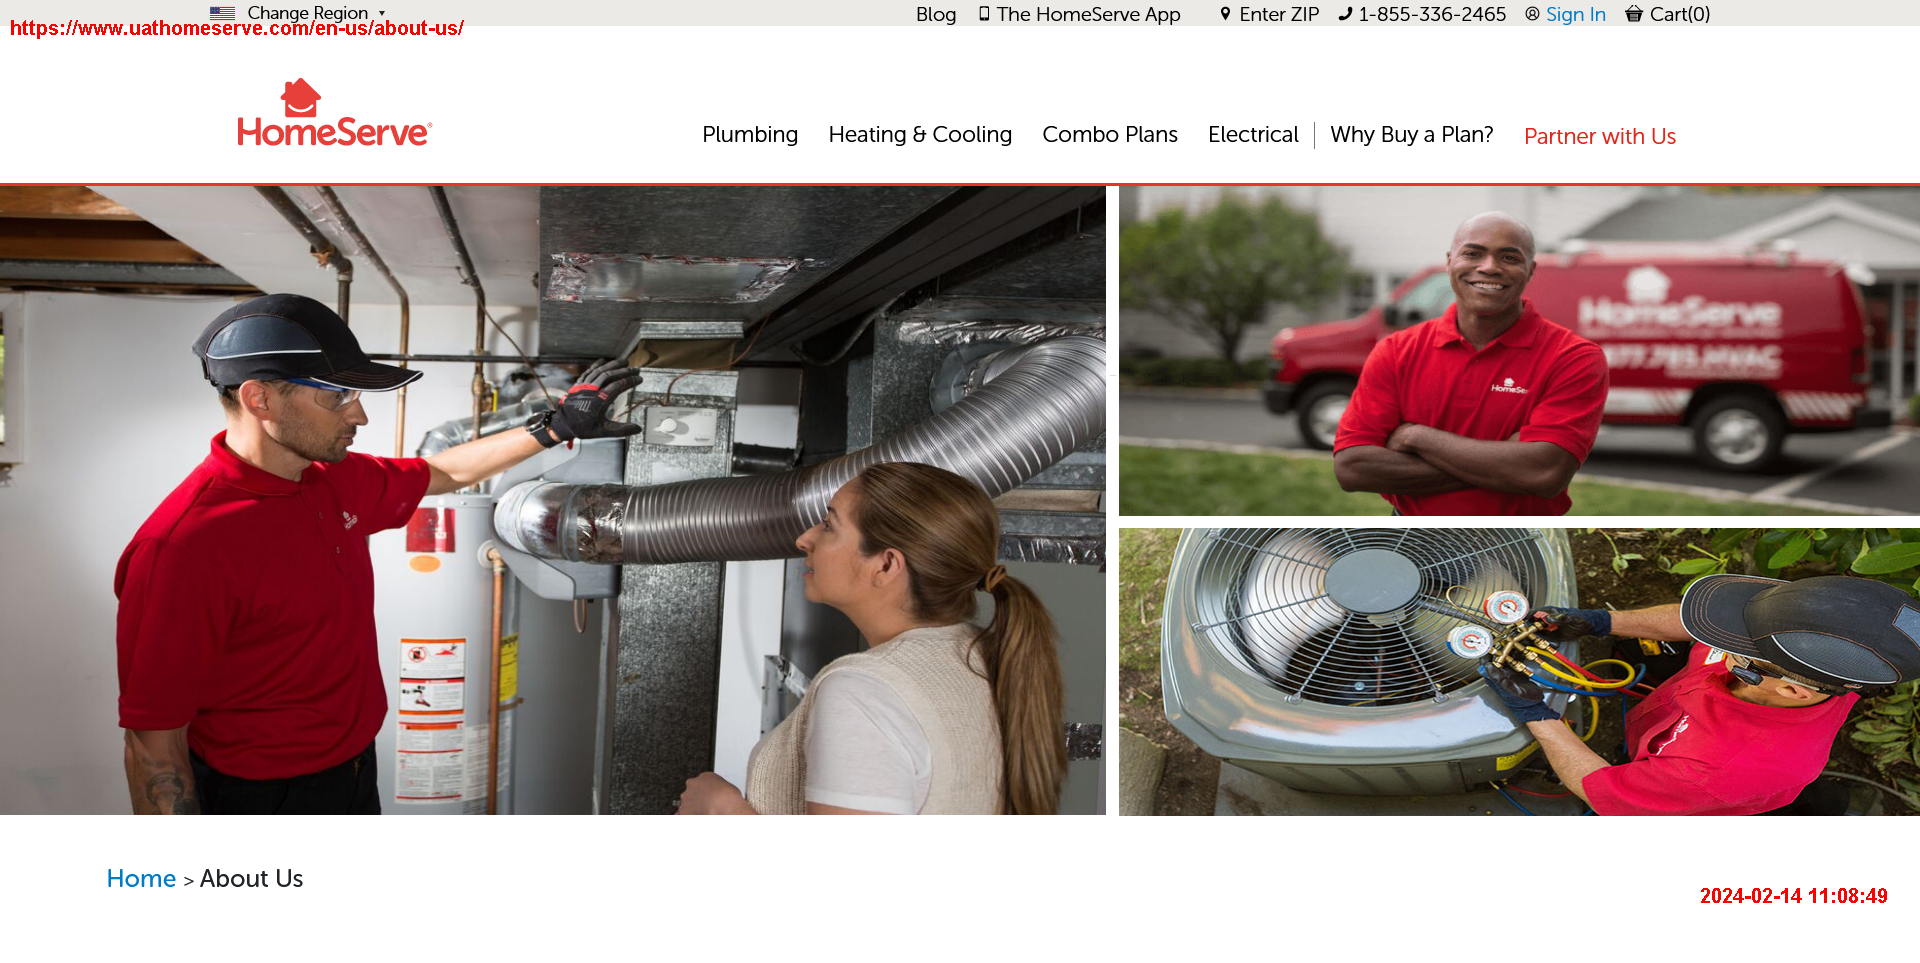 Change Region
Blog
The HomeServe App
Enter ZIP
1-855-336-2465
Sign In
Cart(0)
https://www.uathomeserve.com/en-us/about-us/
HomeServe®
Plumbing
Heating & Cooling
Combo Plans
Electrical
Why Buy a Plan?
Partner with Us
HomeServe
HVAC
HomeSer
Home > About Us
2024-02-14 11:08:49